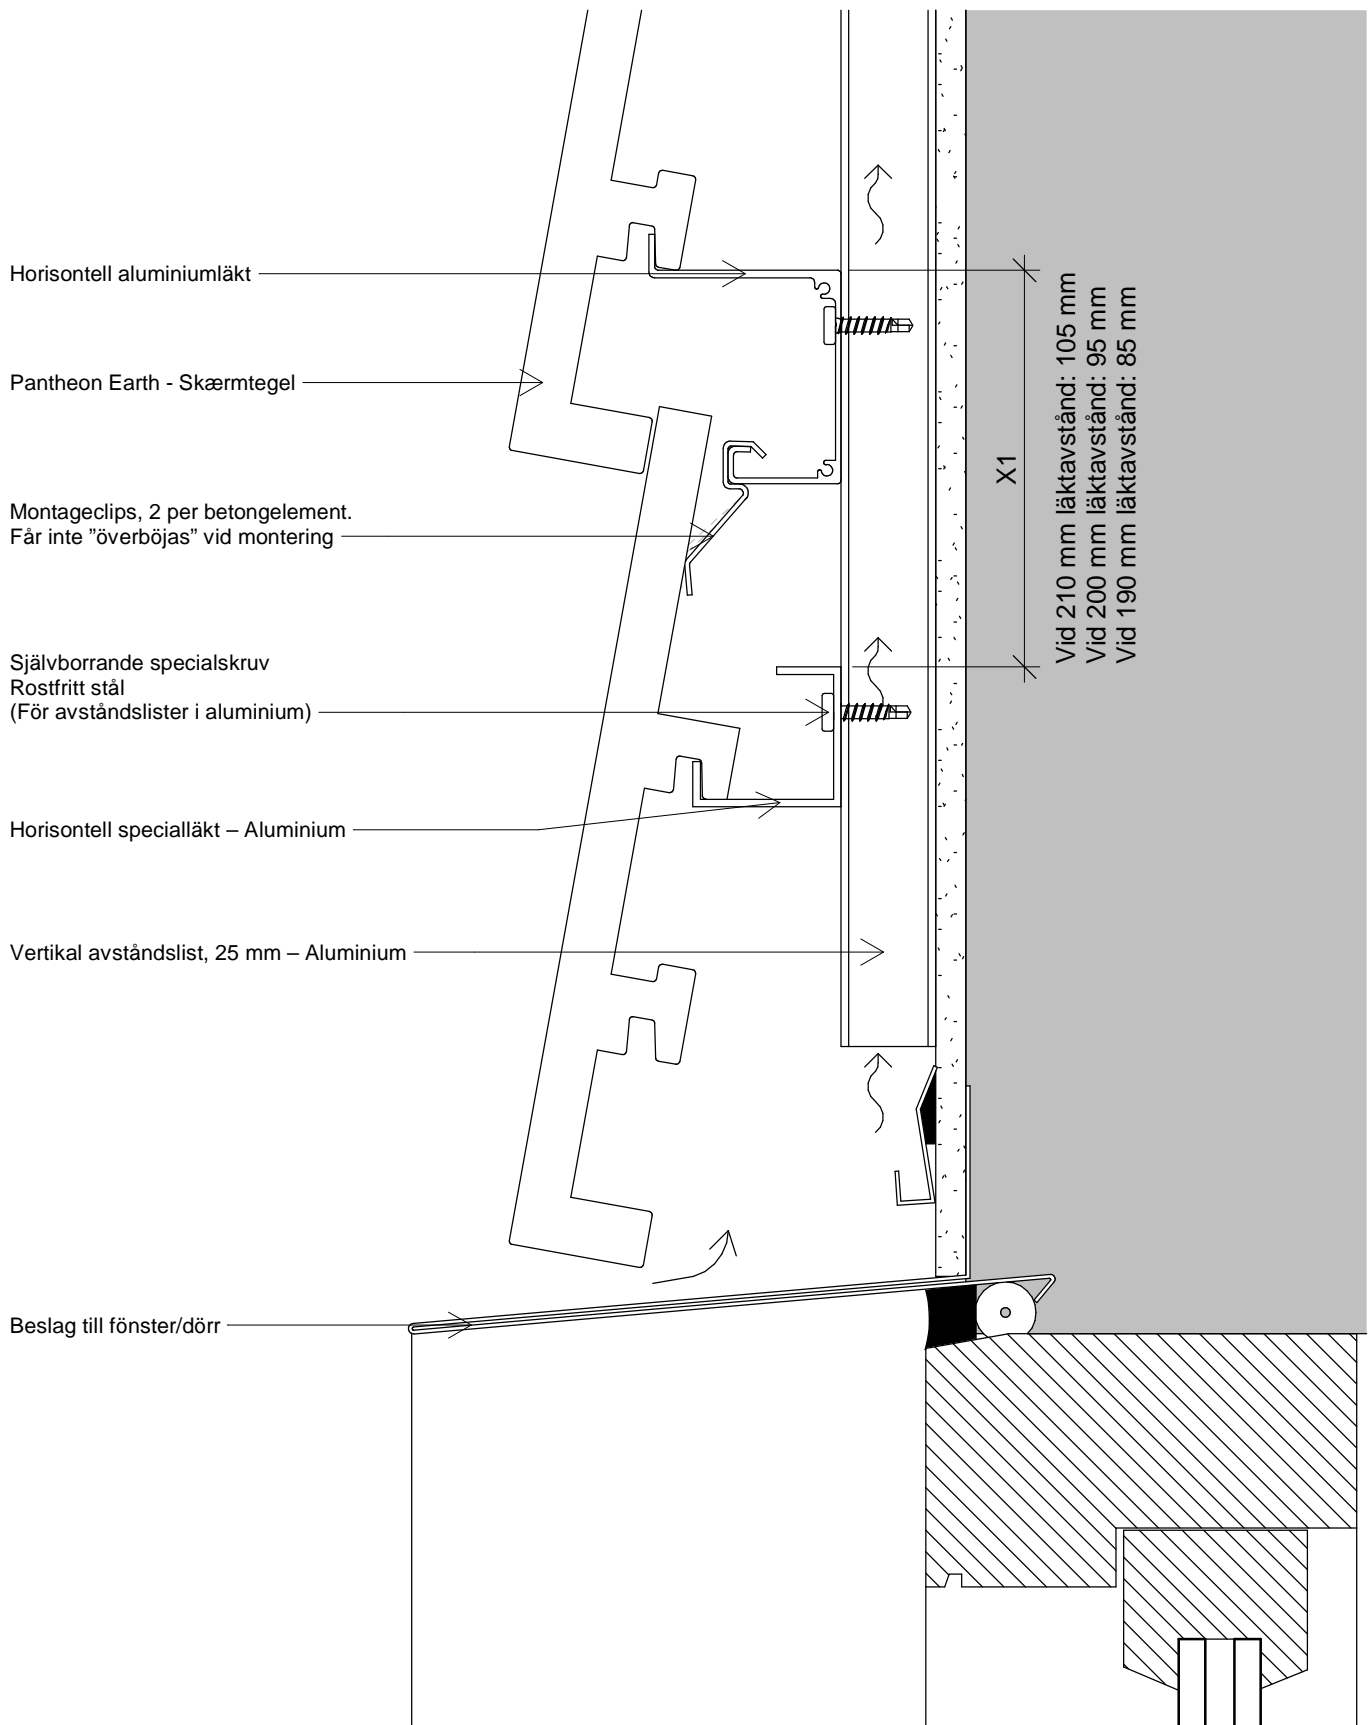 Horisontell aluminiumläkt
Pantheon Earth - Skærmtegel
Montageclips, 2 per betongelement.
Får inte ”överböjas” vid montering
Självborrande specialskruv
Rostfritt stål
(För avståndslister i aluminium)
Horisontell specialläkt – Aluminium
Vertikal avståndslist, 25 mm – Aluminium
Beslag till fönster/dörr
X1
Vid 210 mm läktavstånd: 105 mm
Vid 200 mm läktavstånd: 95 mm
Vid 190 mm läktavstånd: 85 mm